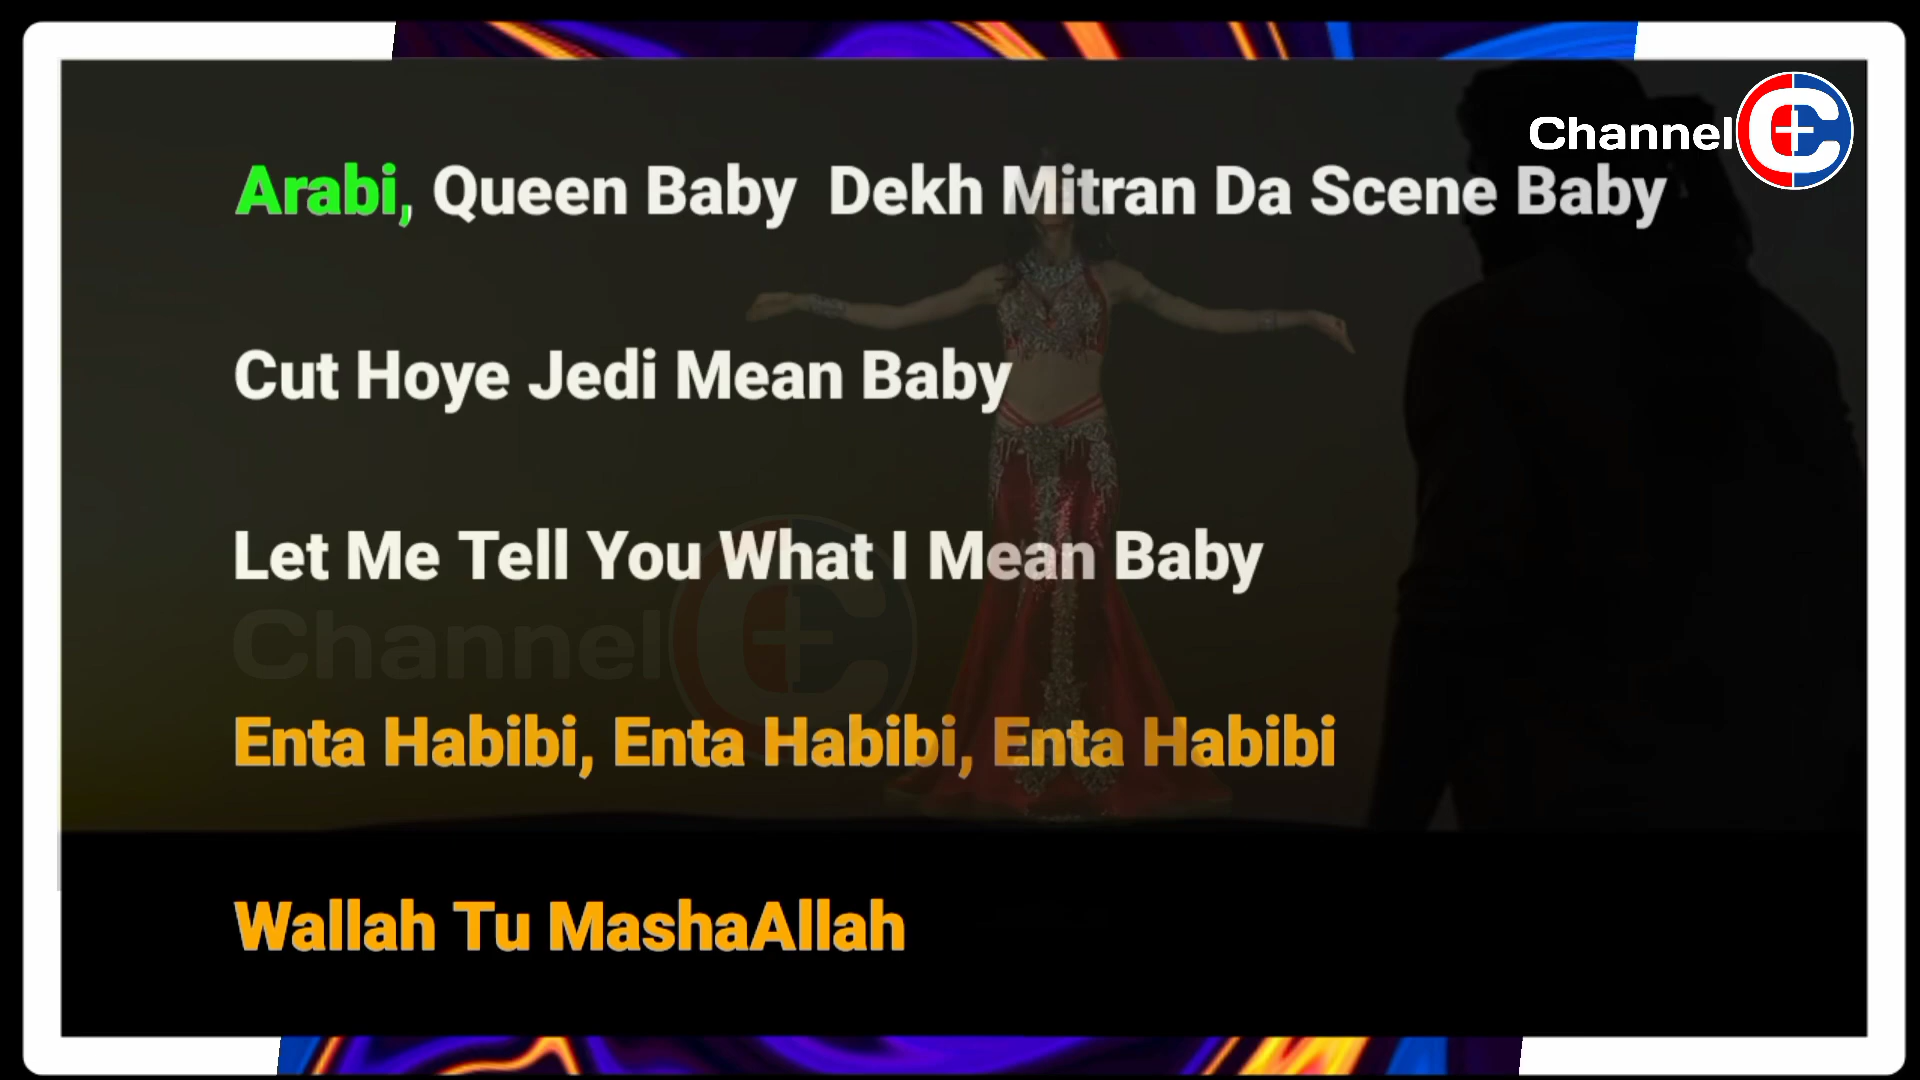 Channel C+
Arabi, Queen Baby Dekh Mitran Da Scene Baby
Cut Hoye Jedi Mean Baby
Let Me Tell You What I Mean Baby
Channel C+
Enta Habibi, Enta Habibi, Enta Habibi
Wallah Tu MashaAllah